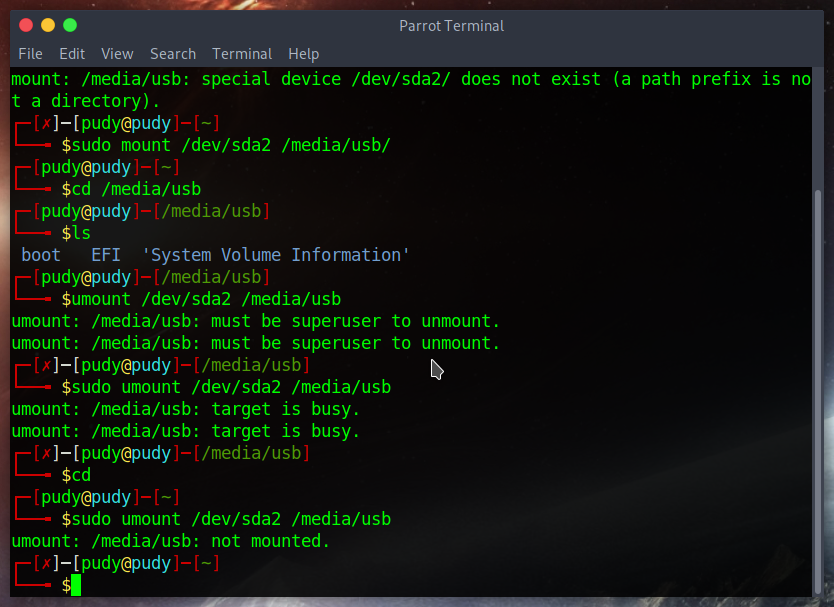 Parrot Terminal
File Edit View Search Terminal Help
mount: /media/usb: special device /dev/sda2/ does not exist (a path prefix is no
t a directory).
┌─[✗]─[pudy@pudy]─[~]
└──╼ $sudo mount /dev/sda2 /media/usb/
┌─[pudy@pudy]─[~]
└──╼ $cd /media/usb
┌─[pudy@pudy]─[/media/usb]
└──╼ $ls
boot   EFI  'System Volume Information'
┌─[pudy@pudy]─[/media/usb]
└──╼ $umount /dev/sda2 /media/usb
umount: /media/usb: must be superuser to unmount.
umount: /media/usb: must be superuser to unmount.
┌─[✗]─[pudy@pudy]─[/media/usb]
└──╼ $sudo umount /dev/sda2 /media/usb
umount: /media/usb: target is busy.
umount: /media/usb: target is busy.
┌─[✗]─[pudy@pudy]─[/media/usb]
└──╼ $cd
┌─[pudy@pudy]─[~]
└──╼ $sudo umount /dev/sda2 /media/usb
umount: /media/usb: not mounted.
┌─[✗]─[pudy@pudy]─[~]
└──╼ $